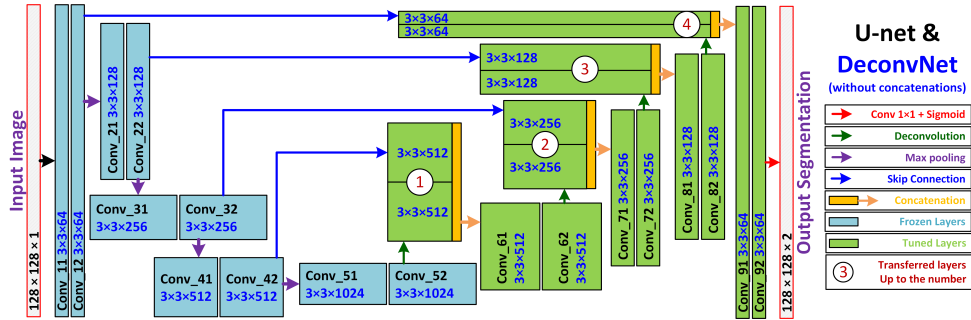 Input Image
128 × 128 × 1
Conv_11 3×3×64
Conv_12 3×3×64
Conv_21 3×3×128
Conv_22 3×3×128
Conv_31
3×3×256
Conv_32
3×3×256
Conv_41
3×3×512
Conv_42
3×3×512
Conv_51
3×3×1024
Conv_52
3×3×1024
3×3×512
1
3×3×512
Conv_61
3×3×512
Conv_62
3×3×512
3×3×256
2
3×3×256
Conv_71 3×3×256
Conv_72 3×3×256
3×3×128
3
3×3×128
Conv_81 3×3×128
Conv_82 3×3×128
3×3×64
3×3×64
4
Conv_91 3×3×64
Conv_92 3×3×64
128 × 128 × 2
Output Segmentation
U-net &
DeconvNet
(without concatenations)
Conv 1×1 + Sigmoid
Deconvolution
Max pooling
Skip Connection
Concatenation
Frozen Layers
Tuned Layers
3
Transferred layers
Up to the number